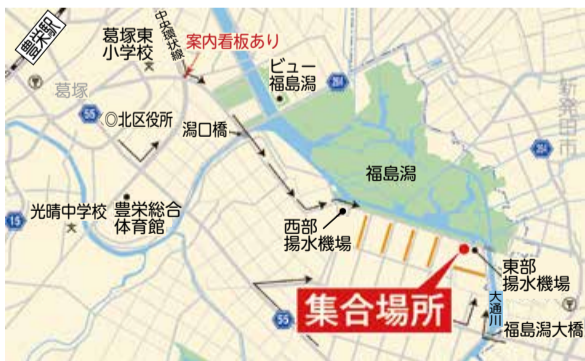 豊栄駅
中央環状線
案内看板あり
葛塚東
小学校
ビュー
福島潟
264
新発田市
葛塚
55
◎北区役所
潟口橋
264
福島潟
15
光晴中学校
豊栄総合
体育館
西部
揚水機場
東部
揚水機場
大通川
集合場所
55
福島潟大橋